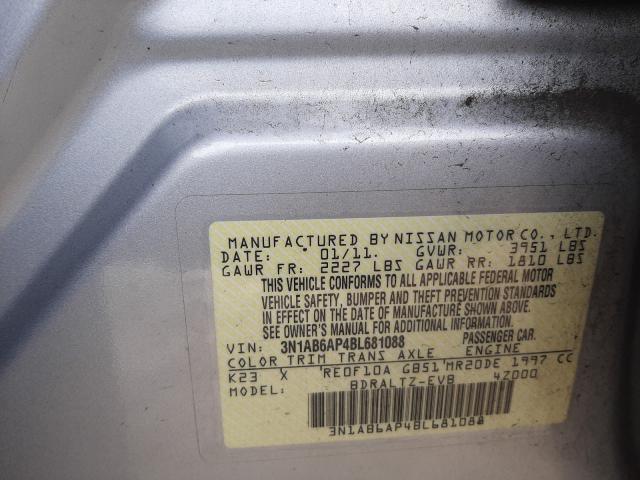 MANUFACTURED BY NISSAN MOTOR CO., LTD.
DATE: 01/11. GVWR: 3951 LBS
GAWR FR: 2227 LBS GAWR RR: 1810 LBS
THIS VEHICLE CONFORMS TO ALL APPLICABLE FEDERAL MOTOR
VEHICLE SAFETY, BUMPER AND THEFT PREVENTION STANDARDS
IN EFFECT ON THE DATE OF MANUFACTURE SHOWN ABOVE.
SEE OWNER'S MANUAL FOR ADDITIONAL INFORMATION.
VIN: 3N1AB6AP4BL681088 PASSENGER CAR.
COLOR TRIM TRANS AXLE ENGINE
K23 X RE0F10A GB51 MR20DE 1997 CC
MODEL: BDRALTZ-EVB 4Z000
3N1AB6AP4BL681088